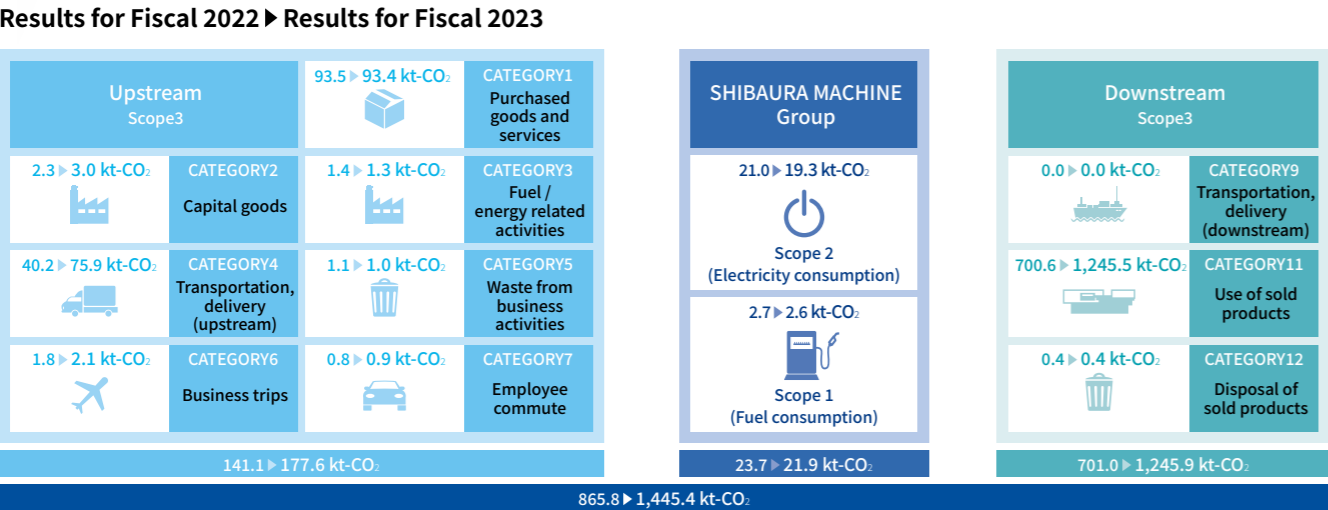 Results for Fiscal 2022 ▶ Results for Fiscal 2023
Upstream
Scope3
93.5 ▶ 93.4 kt-CO₂
CATEGORY1
Purchased
goods and
services
2.3 ▶ 3.0 kt-CO₂
CATEGORY2
Capital goods
1.4 ▶ 1.3 kt-CO₂
CATEGORY3
Fuel /
energy related
activities
40.2 ▶ 75.9 kt-CO₂
CATEGORY4
Transportation,
delivery
(upstream)
1.1 ▶ 1.0 kt-CO₂
CATEGORY5
Waste from
business
activities
1.8 ▶ 2.1 kt-CO₂
CATEGORY6
Business trips
0.8 ▶ 0.9 kt-CO₂
CATEGORY7
Employee
commute
141.1 ▶ 177.6 kt-CO₂
SHIBAURA MACHINE
Group
21.0 ▶ 19.3 kt-CO₂
Scope 2
(Electricity consumption)
2.7 ▶ 2.6 kt-CO₂
Scope 1
(Fuel consumption)
23.7 ▶ 21.9 kt-CO₂
Downstream
Scope3
0.0 ▶ 0.0 kt-CO₂
CATEGORY9
Transportation,
delivery
(downstream)
700.6 ▶ 1,245.5 kt-CO₂
CATEGORY11
Use of sold
products
0.4 ▶ 0.4 kt-CO₂
CATEGORY12
Disposal of
sold products
701.0 ▶ 1,245.9 kt-CO₂
865.8 ▶ 1,445.4 kt-CO₂